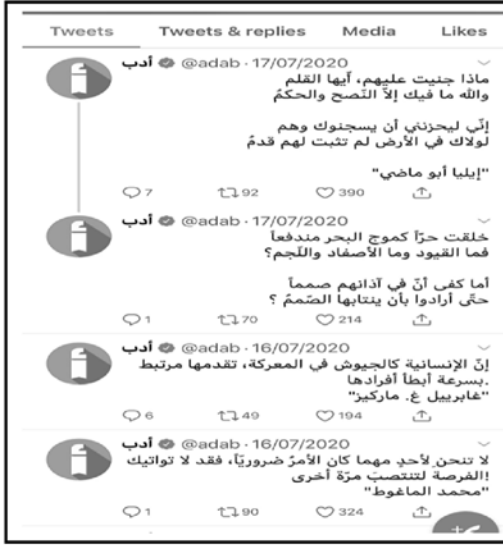 Tweets Tweets & replies Media Likes
أدب @adab · 17/07/2020
ماذا جنيت عليهم، أيها القلم
والله ما فيك إلاّ النّصح والحكمُ
إنّي ليحزنني أن يسجنوك وهم
لولاك في الأرض لم تثبت لهم قدمُ
"إيليا أبو ماضي"
7 92 390
أدب @adab · 17/07/2020
خلقت حرّاً كموج البحر مندفعاً
فما القيود وما الأصفاد واللّجم؟
أما كفى أنّ في آذانهم صمماً
حتّى أرادوا بأن ينتابها الصّممُ ؟
1 70 214
أدب @adab · 16/07/2020
إنّ الإنسانية كالجيوش في المعركة، تقدمها مرتبط
.بسرعة أبطأ أفرادها
"غابرييل غ. ماركيز"
6 49 194
أدب @adab · 16/07/2020
لا تنحنِ لأحدٍ مهما كان الأمرُ ضروريّاً، فقد لا تواتيك
!الفرصة لتنتصبَ مرّة أخرى
"محمد الماغوط"
1 90 324